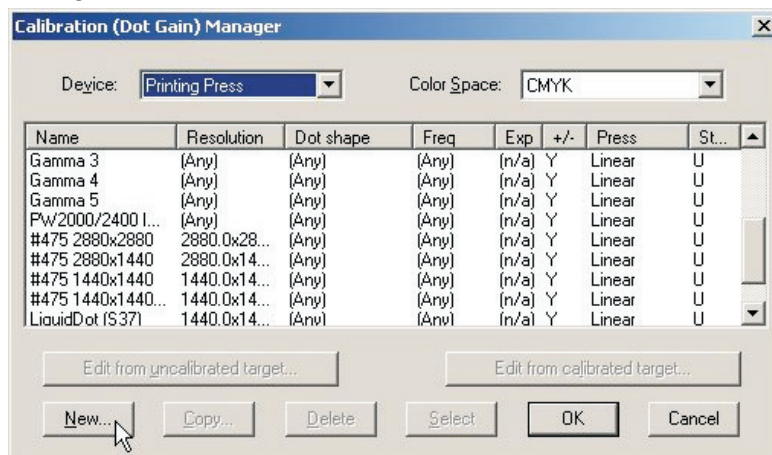 Calibration (Dot Gain) Manager
Device: Printing Press Color Space: CMYK
Name Resolution Dot shape Freq Exp +/- Press St...
Gamma 3 (Any) (Any) (Any) (n/a) Y Linear U
Gamma 4 (Any) (Any) (Any) (n/a) Y Linear U
Gamma 5 (Any) (Any) (Any) (n/a) Y Linear U
PW2000/2400 I... (Any) (Any) (Any) (n/a) Y Linear U
#475 2880x2880 2880.0x28... (Any) (Any) (n/a) Y Linear U
#475 2880x1440 2880.0x14... (Any) (Any) (n/a) Y Linear U
#475 1440x1440 1440.0x14... (Any) (Any) (n/a) Y Linear U
#475 1440x1440... 1440.0x14... (Any) (Any) (n/a) Y Linear U
LiquidDot (S37) 1440.0x14... (Any) (Any) (n/a) Y Linear U
Edit from uncalibrated target... Edit from calibrated target...
New... Copy... Delete Select OK Cancel